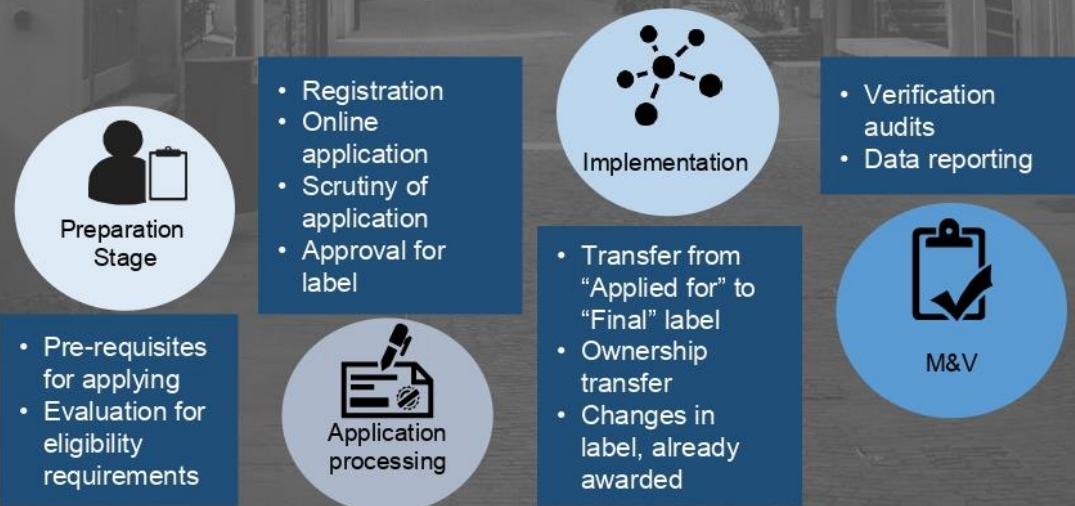 Preparation
Stage
• Pre-requisites
for applying
• Evaluation for
eligibility
requirements
• Registration
• Online
application
• Scrutiny of
application
• Approval for
label
Application
processing
Implementation
• Transfer from
“Applied for” to
“Final” label
• Ownership
transfer
• Changes in
label, already
awarded
• Verification
audits
• Data reporting
M&V